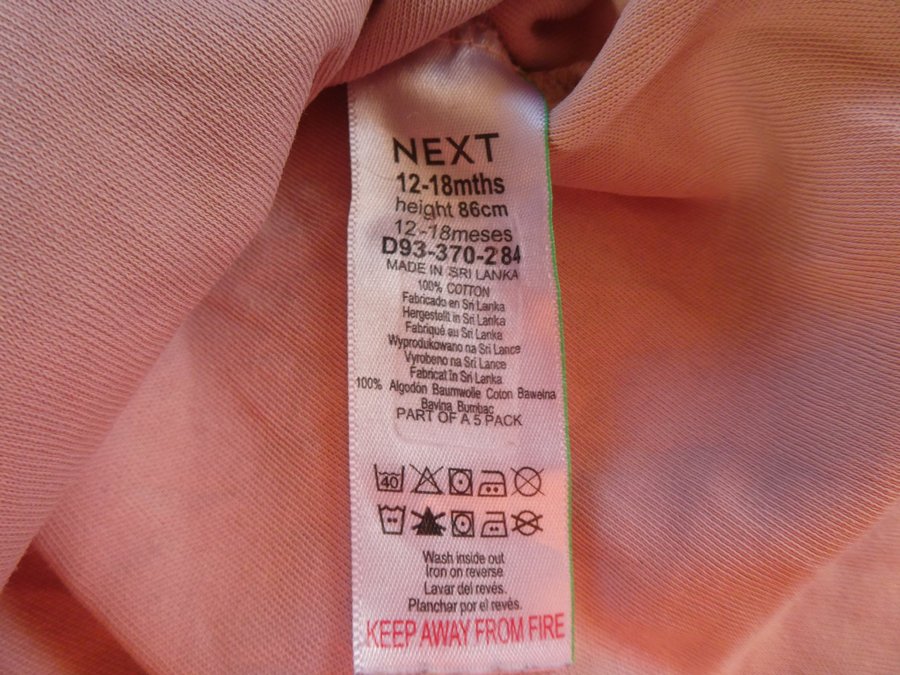 NEXT
12-18mths
height 86cm
12-18meses
D93-370-284
MADE IN SRI LANKA
100% COTTON
Fabricado en Sri Lanka
Hergestellt in Sri Lanka
Fabriqué au Sri Lanka
Wyprodukowano na Sri Lance
Vyrobeno na Sri Lance
Fabricat în Sri Lanka
100% Algodón Baumwolle Coton Bawełna
Bavlna Bumbac
PART OF A 5 PACK
40
Wash inside out
Iron on reverse
Lavar del revés.
Planchar por el revés.
KEEP AWAY FROM FIRE